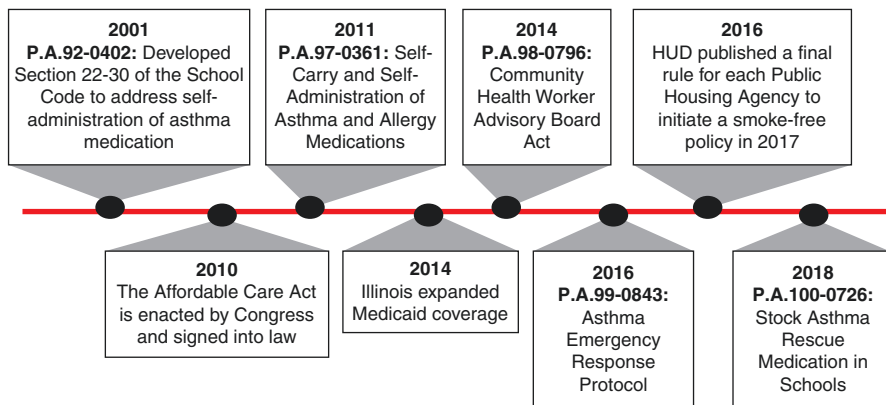 2001
P.A.92-0402: Developed
Section 22-30 of the School
Code to address self-
administration of asthma
medication
2011
P.A.97-0361: Self-
Carry and Self-
Administration of
Asthma and Allergy
Medications
2014
P.A.98-0796:
Community
Health Worker
Advisory Board
Act
2016
HUD published a final
rule for each Public
Housing Agency to
initiate a smoke-free
policy in 2017
2010
The Affordable Care Act
is enacted by Congress
and signed into law
2014
Illinois expanded
Medicaid coverage
2016
P.A.99-0843:
Asthma
Emergency
Response
Protocol
2018
P.A.100-0726:
Stock Asthma
Rescue
Medication in
Schools